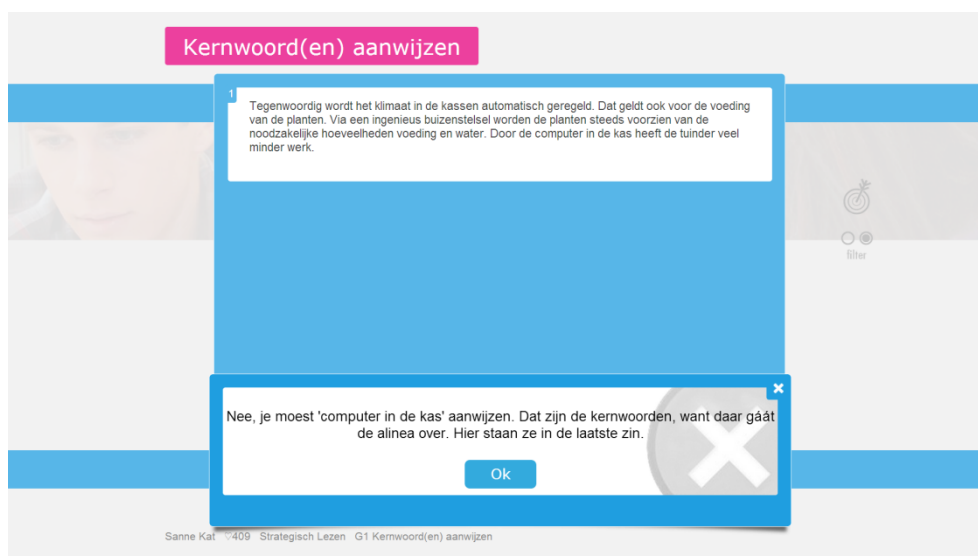 Kernwoord(en) aanwijzen
1
Tegenwoordig wordt het klimaat in de kassen automatisch geregeld. Dat geldt ook voor de voeding
van de planten. Via een ingenieus buizenstelsel worden de planten steeds voorzien van de
noodzakelijke hoeveelheden voeding en water. Door de computer in de kas heeft de tuinder veel
minder werk.
filter
Nee, je moest 'computer in de kas' aanwijzen. Dat zijn de kernwoorden, want daar gáát
de alinea over. Hier staan ze in de laatste zin.
Ok
Sanne Kat ♡409 Strategisch Lezen G1 Kernwoord(en) aanwijzen